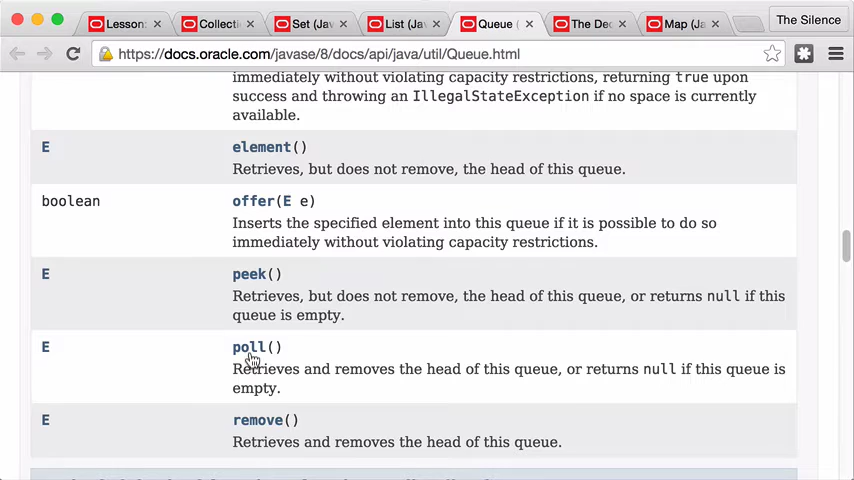 Lesson:
Collectio
Set (Jav
List (Jav
Queue (
The Dec
Map (Ja
The Silence
https://docs.oracle.com/javase/8/docs/api/java/util/Queue.html
immediately without violating capacity restrictions, returning true upon
success and throwing an IllegalStateException if no space is currently
available.
E element()
Retrieves, but does not remove, the head of this queue.
boolean offer(E e)
Inserts the specified element into this queue if it is possible to do so
immediately without violating capacity restrictions.
E peek()
Retrieves, but does not remove, the head of this queue, or returns null if this
queue is empty.
E poll()
Retrieves and removes the head of this queue, or returns null if this queue is
empty.
E remove()
Retrieves and removes the head of this queue.